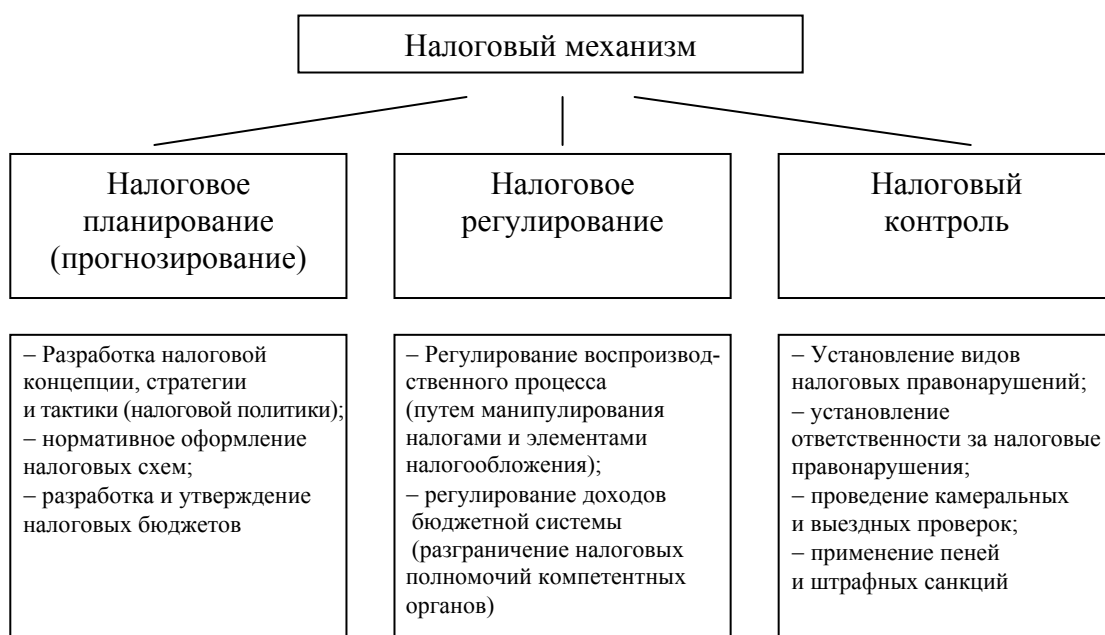 Налоговый механизм
Налоговое
планирование
(прогнозирование)
Налоговое
регулирование
Налоговый
контроль
– Разработка налоговой
концепции, стратегии
и тактики (налоговой политики);
– нормативное оформление
налоговых схем;
– разработка и утверждение
налоговых бюджетов
– Регулирование воспроизвод-
ственного процесса
(путем манипулирования
налогами и элементами
налогообложения);
– регулирование доходов
бюджетной системы
(разграничение налоговых
полномочий компетентных
органов)
– Установление видов
налоговых правонарушений;
– установление
ответственности за налоговые
правонарушения;
– проведение камеральных
и выездных проверок;
– применение пеней
и штрафных санкций